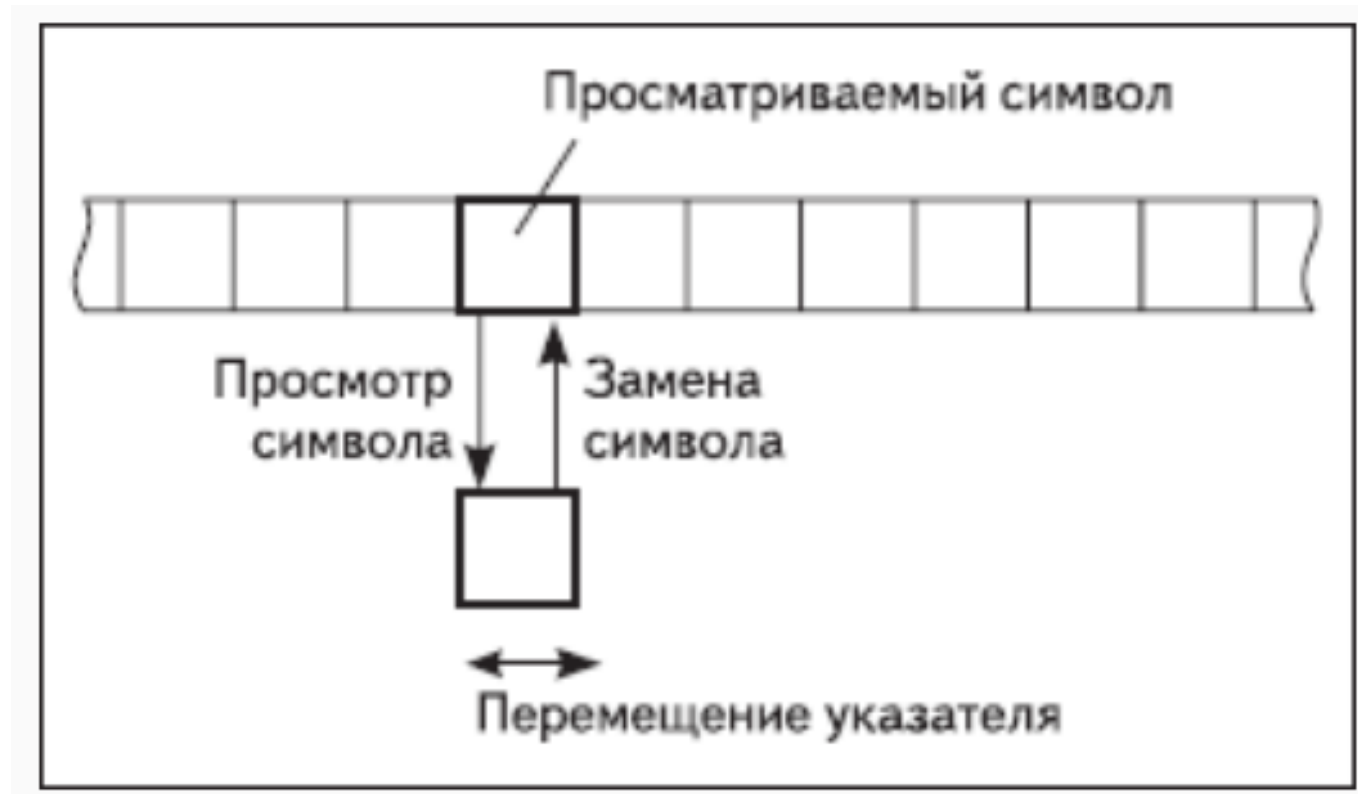 Просматриваемый символ
Просмотр
символа
Замена
символа
Перемещение указателя